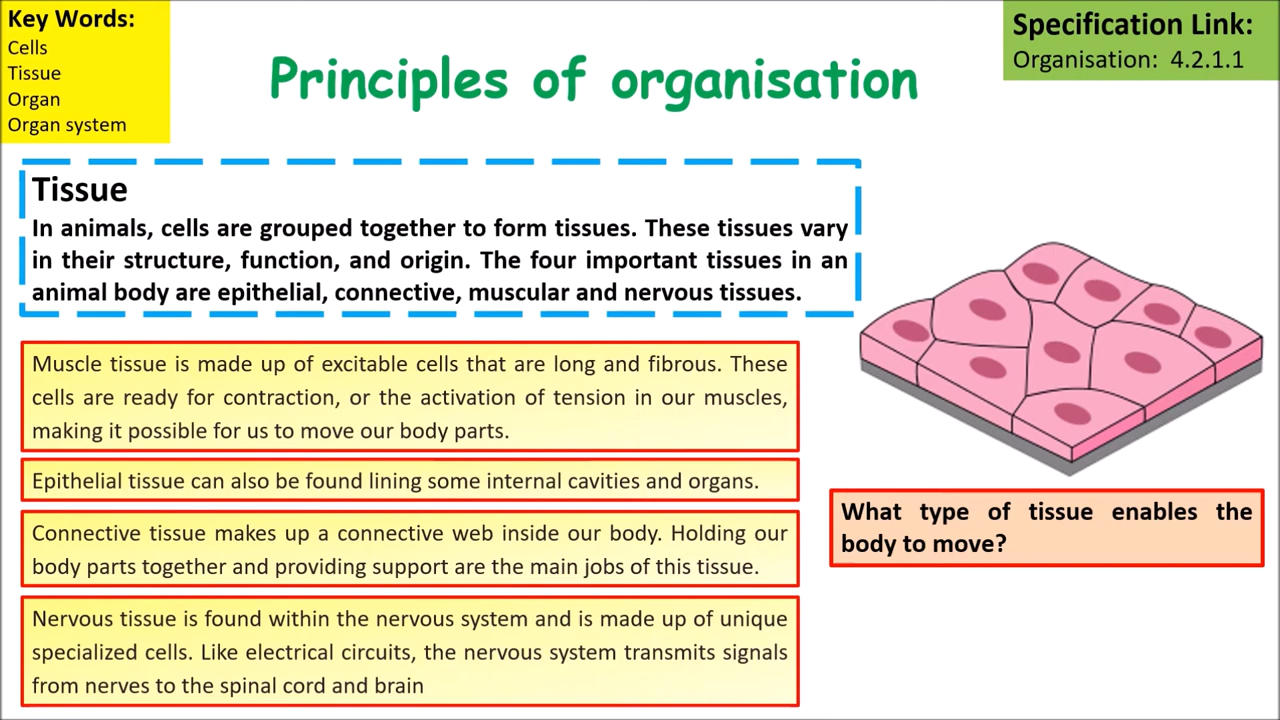 Key Words:
Cells
Tissue
Organ
Organ system
Principles of organisation
Specification Link:
Organisation: 4.2.1.1
Tissue
In animals, cells are grouped together to form tissues. These tissues vary
in their structure, function, and origin. The four important tissues in an
animal body are epithelial, connective, muscular and nervous tissues.
Muscle tissue is made up of excitable cells that are long and fibrous. These
cells are ready for contraction, or the activation of tension in our muscles,
making it possible for us to move our body parts.
Epithelial tissue can also be found lining some internal cavities and organs.
Connective tissue makes up a connective web inside our body. Holding our
body parts together and providing support are the main jobs of this tissue.
Nervous tissue is found within the nervous system and is made up of unique
specialized cells. Like electrical circuits, the nervous system transmits signals
from nerves to the spinal cord and brain
What type of tissue enables the
body to move?